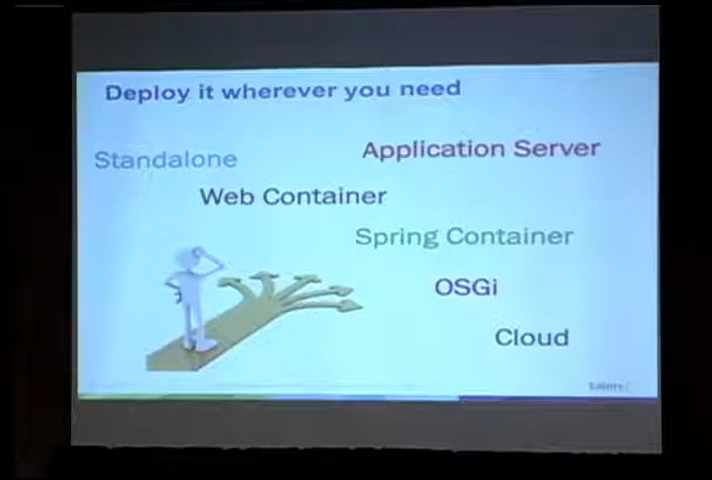 Deploy it wherever you need
Standalone
Application Server
Web Container
Spring Container
OSGi
Cloud